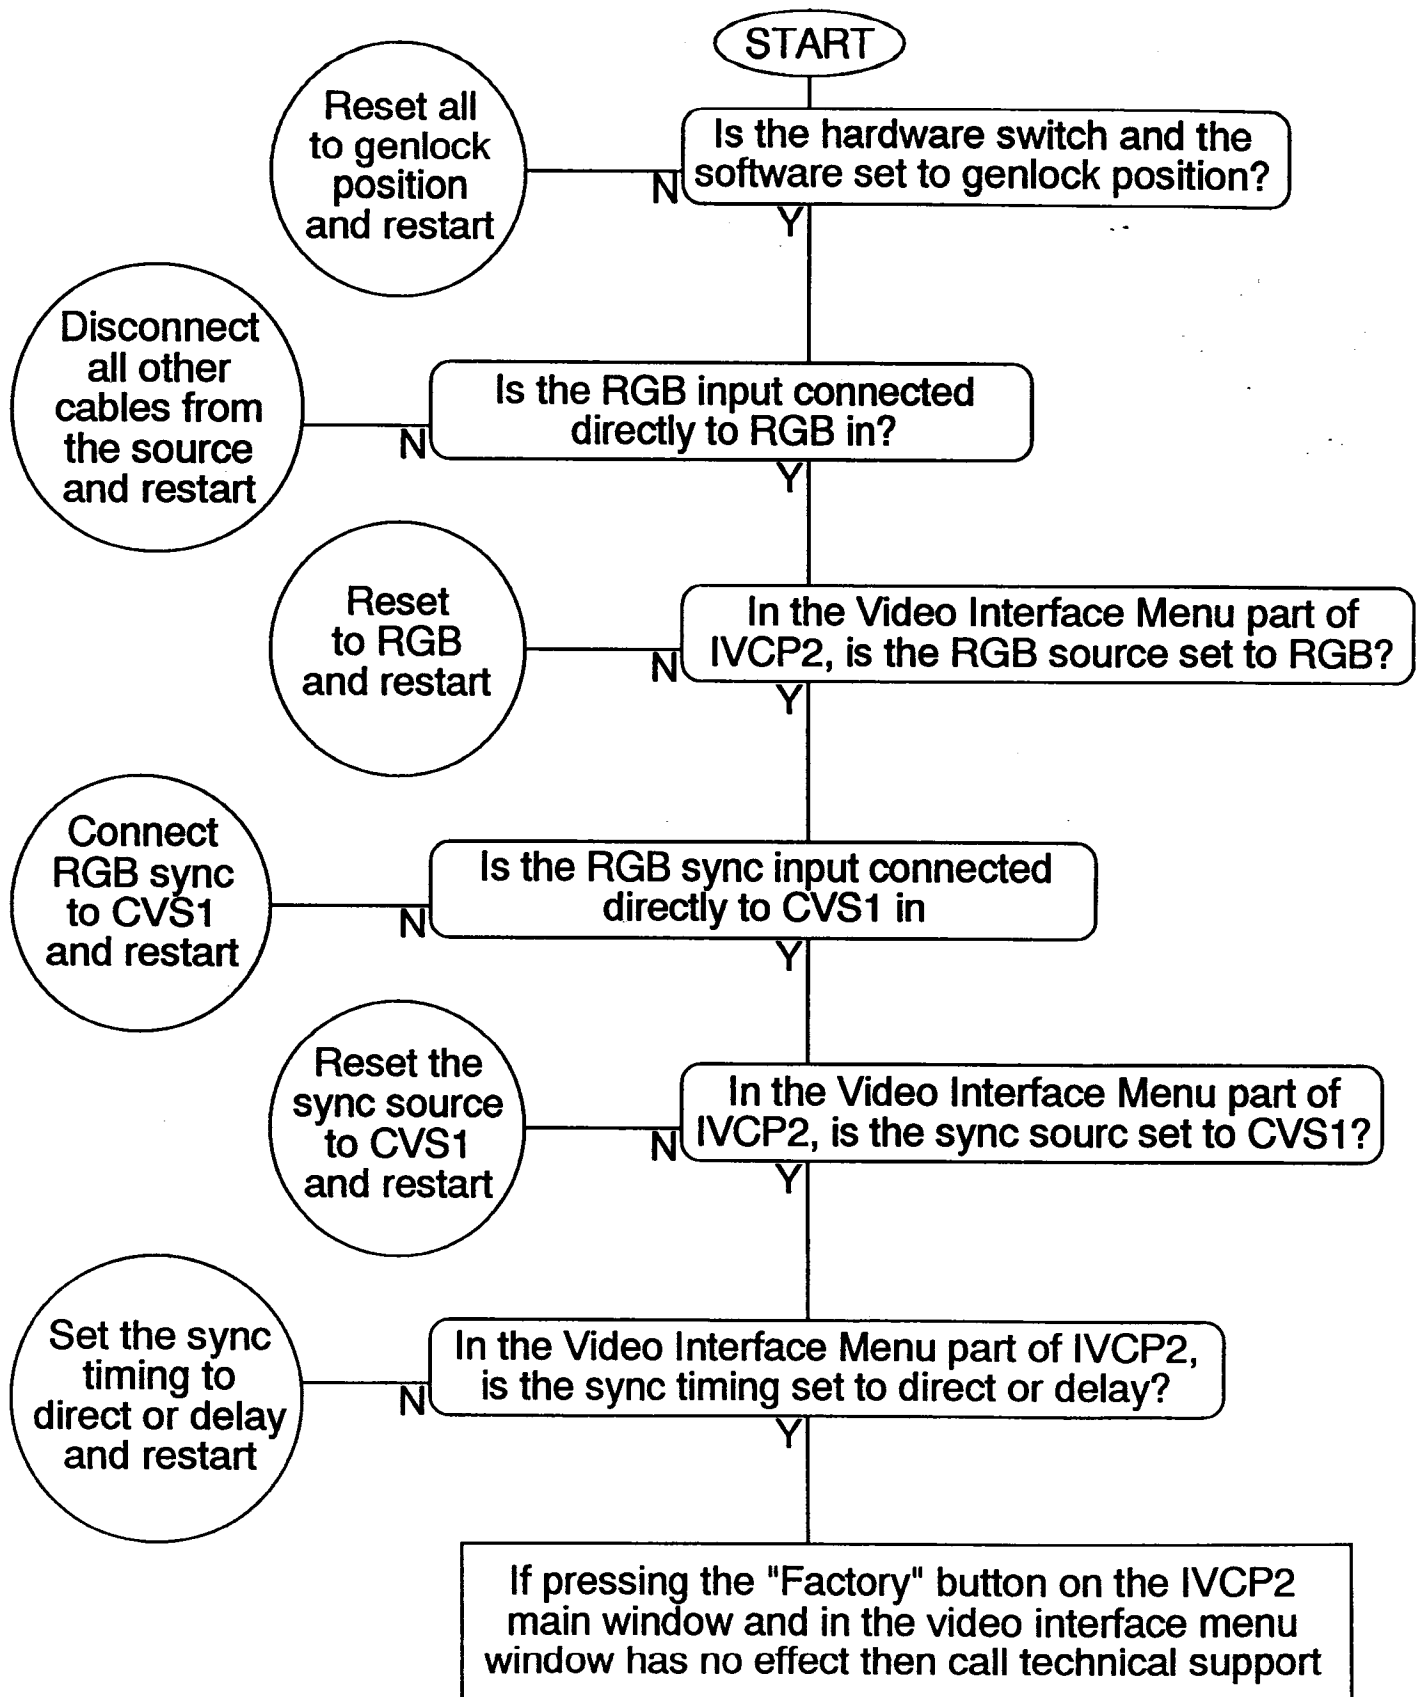 START
Reset all
to genlock
position
and restart
Is the hardware switch and the
software set to genlock position?
N
Y
Disconnect
all other
cables from
the source
and restart
Is the RGB input connected
directly to RGB in?
N
Y
Reset
to RGB
and restart
In the Video Interface Menu part of
IVCP2, is the RGB source set to RGB?
N
Y
Connect
RGB sync
to CVS1
and restart
Is the RGB sync input connected
directly to CVS1 in
N
Y
Reset the
sync source
to CVS1
and restart
In the Video Interface Menu part of
IVCP2, is the sync sourc set to CVS1?
N
Y
Set the sync
timing to
direct or delay
and restart
In the Video Interface Menu part of IVCP2,
is the sync timing set to direct or delay?
N
Y
If pressing the "Factory" button on the IVCP2
main window and in the video interface menu
window has no effect then call technical support